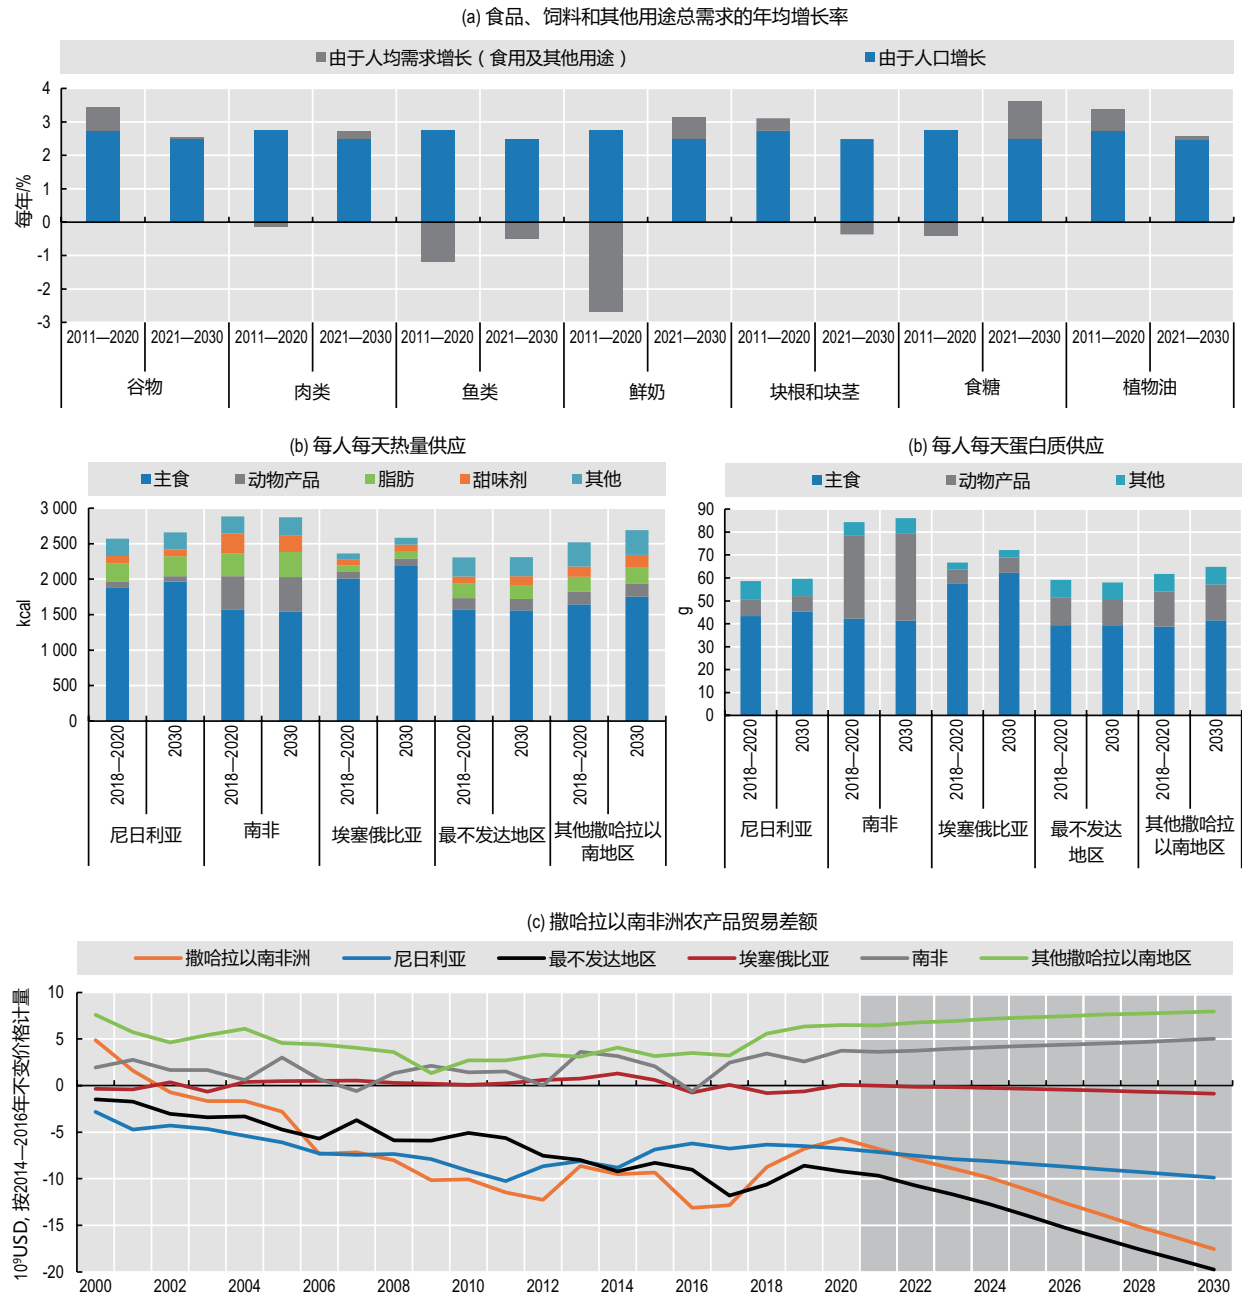 (a) 食品、饲料和其他用途总需求的年均增长率
由于人均需求增长（食用及其他用途） 由于人口增长
每年/%
4
3
2
1
0
-1
-2
-3
2011—2020 2021—2030 2011—2020 2021—2030 2011—2020 2021—2030 2011—2020 2021—2030 2011—2020 2021—2030 2011—2020 2021—2030 2011—2020 2021—2030
谷物 肉类 鱼类 鲜奶 块根和块茎 食糖 植物油
(b) 每人每天热量供应
主食 动物产品 脂肪 甜味剂 其他
kcal
3 000
2 500
2 000
1 500
1 000
500
0
2018—2020 2030 2018—2020 2030 2018—2020 2030 2018—2020 2030 2018—2020 2030
尼日利亚 南非 埃塞俄比亚 最不发达地区 其他撒哈拉以
南地区
(b) 每人每天蛋白质供应
主食 动物产品 其他
g
90
80
70
60
50
40
30
20
10
0
2018—2020 2030 2018—2020 2030 2018—2020 2030 2018—2020 2030 2018—2020 2030
尼日利亚 南非 埃塞俄比亚 最不发达 其他撒哈拉
地区 以南地区
(c) 撒哈拉以南非洲农产品贸易差额
撒哈拉以南非洲 尼日利亚 最不发达地区 埃塞俄比亚 南非 其他撒哈拉以南地区
10⁹USD, 按2014—2016年不变价格计量
10
5
0
-5
-10
-15
-20
2000 2002 2004 2006 2008 2010 2012 2014 2016 2018 2020 2022 2024 2026 2028 2030